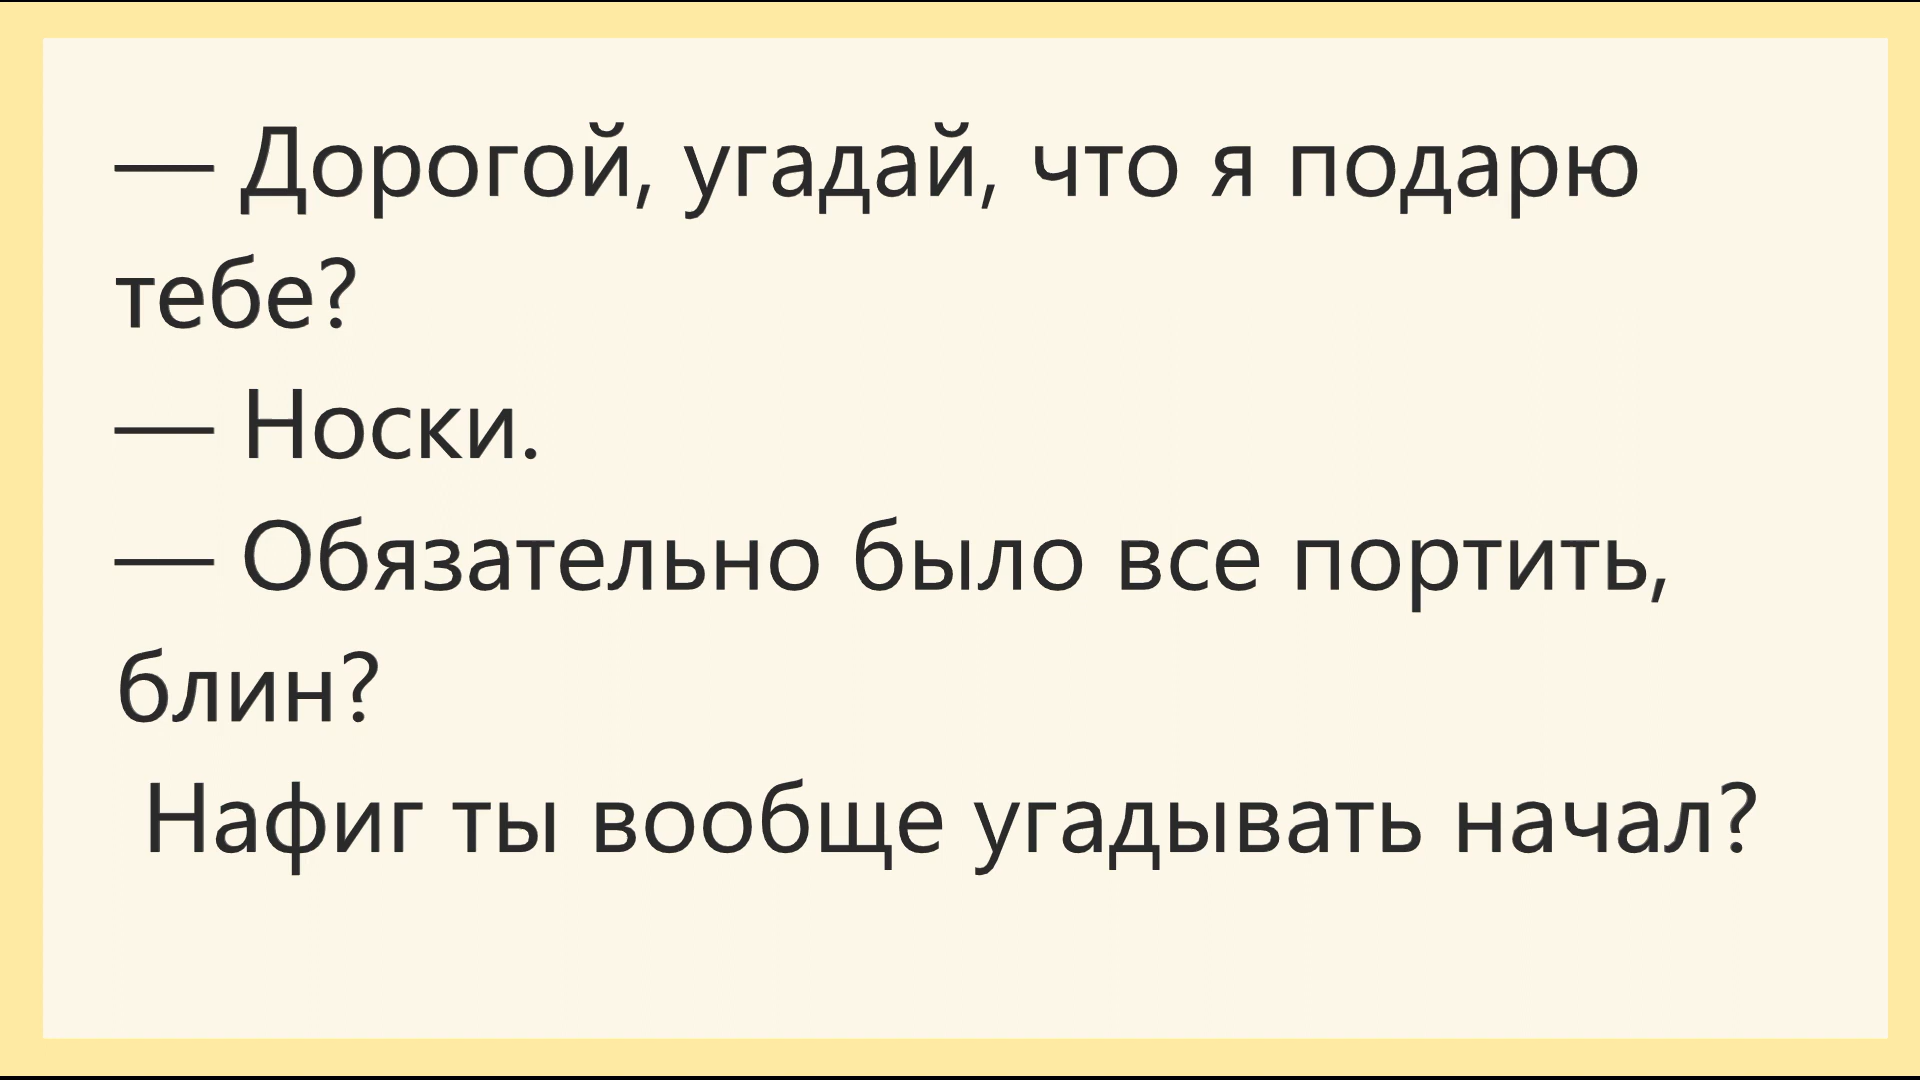 — Дорогой, угадай, что я подарю
тебе?
— Носки.
— Обязательно было все портить,
блин?
Нафиг ты вообще угадывать начал?